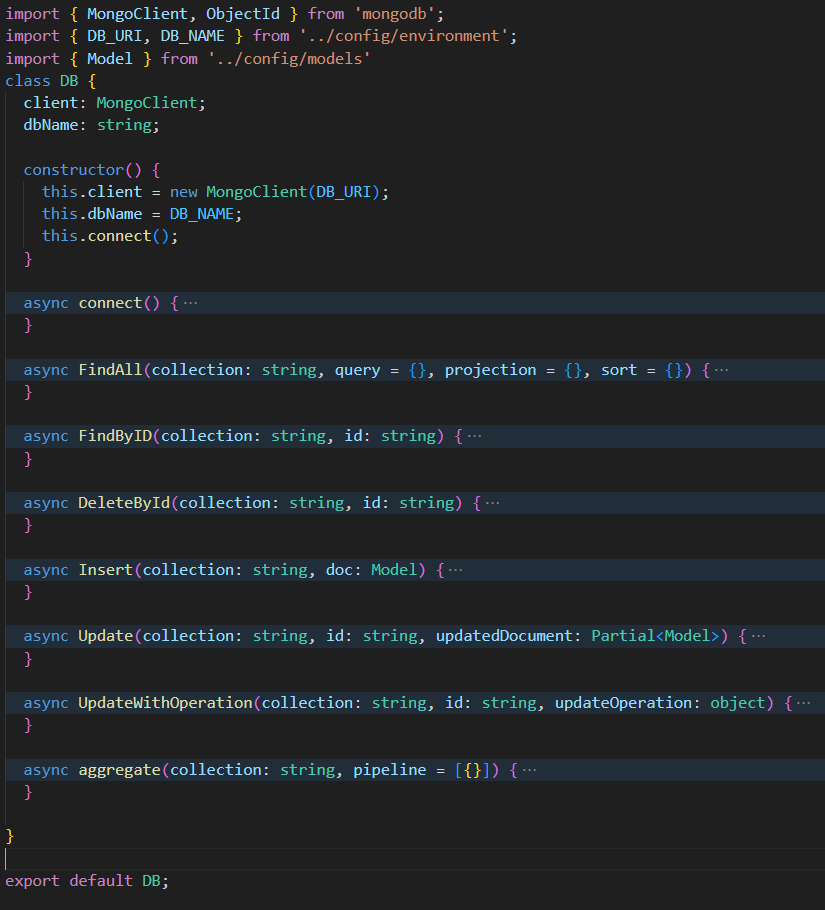 import { MongoClient, ObjectId } from 'mongodb';
import { DB_URI, DB_NAME } from '../config/environment';
import { Model } from '../config/models'
class DB {
  client: MongoClient;
  dbName: string;

  constructor() {
    this.client = new MongoClient(DB_URI);
    this.dbName = DB_NAME;
    this.connect();
  }

  async connect() { ···
  }

  async FindAll(collection: string, query = {}, projection = {}, sort = {}) { ···
  }

  async FindByID(collection: string, id: string) { ···
  }

  async DeleteById(collection: string, id: string) { ···
  }

  async Insert(collection: string, doc: Model) { ···
  }

  async Update(collection: string, id: string, updatedDocument: Partial<Model>) { ···
  }

  async UpdateWithOperation(collection: string, id: string, updateOperation: object) { ···
  }

  async aggregate(collection: string, pipeline = [{}]) { ···
  }

}

export default DB;